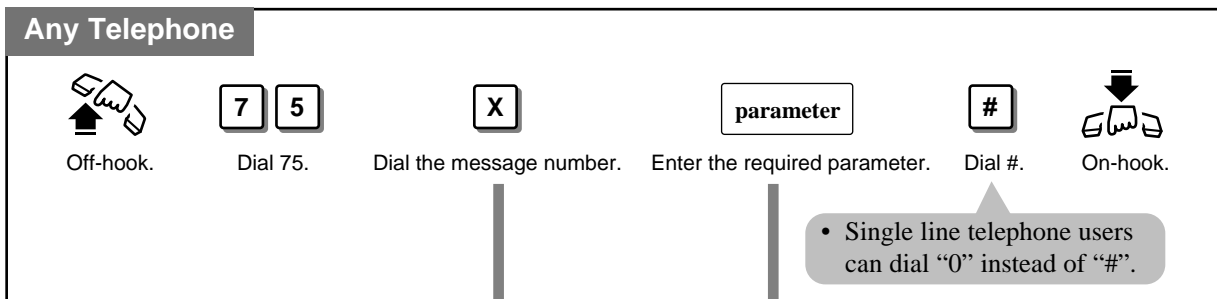 Any Telephone
7 5 X parameter #
Off-hook. Dial 75. Dial the message number. Enter the required parameter. Dial #. On-hook.
• Single line telephone users
can dial “0” instead of “#”.